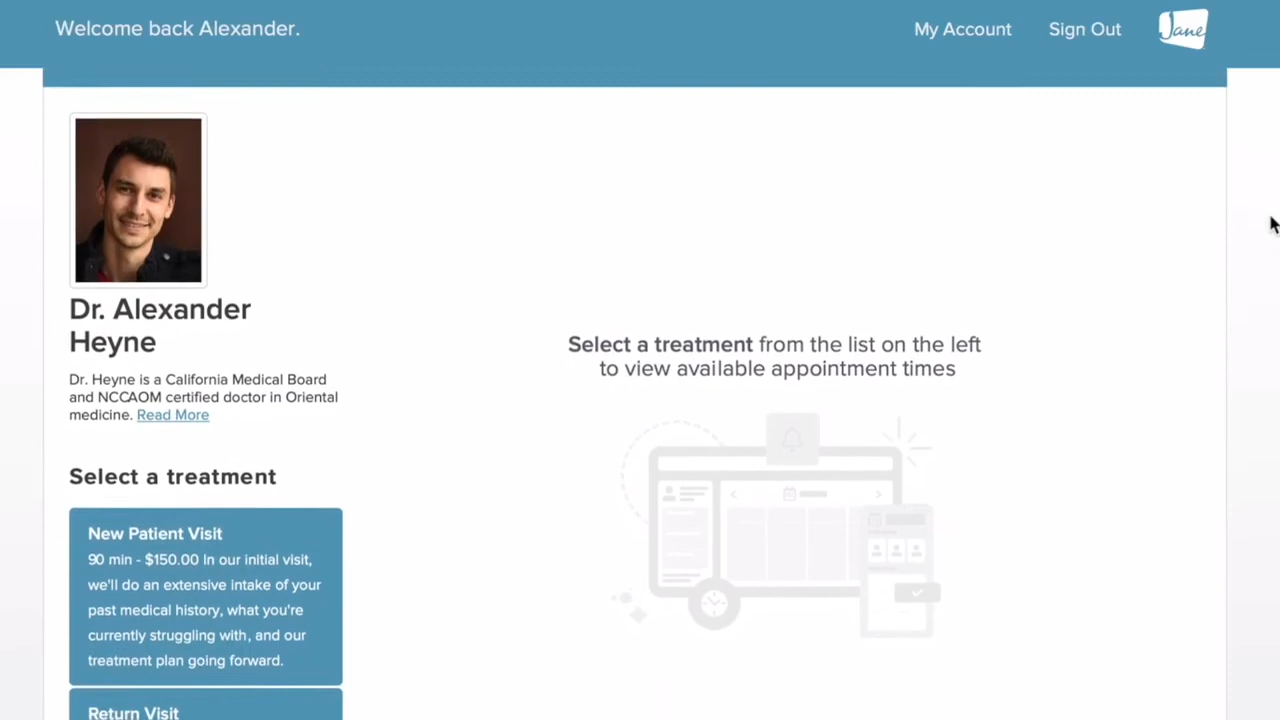 Welcome back Alexander.
My Account
Sign Out
Jane
Dr. Alexander
Heyne
Dr. Heyne is a California Medical Board
and NCCAOM certified doctor in Oriental
medicine. Read More
Select a treatment
New Patient Visit
90 min - $150.00 In our initial visit,
we'll do an extensive intake of your
past medical history, what you're
currently struggling with, and our
treatment plan going forward.
Return Visit
Select a treatment from the list on the left
to view available appointment times